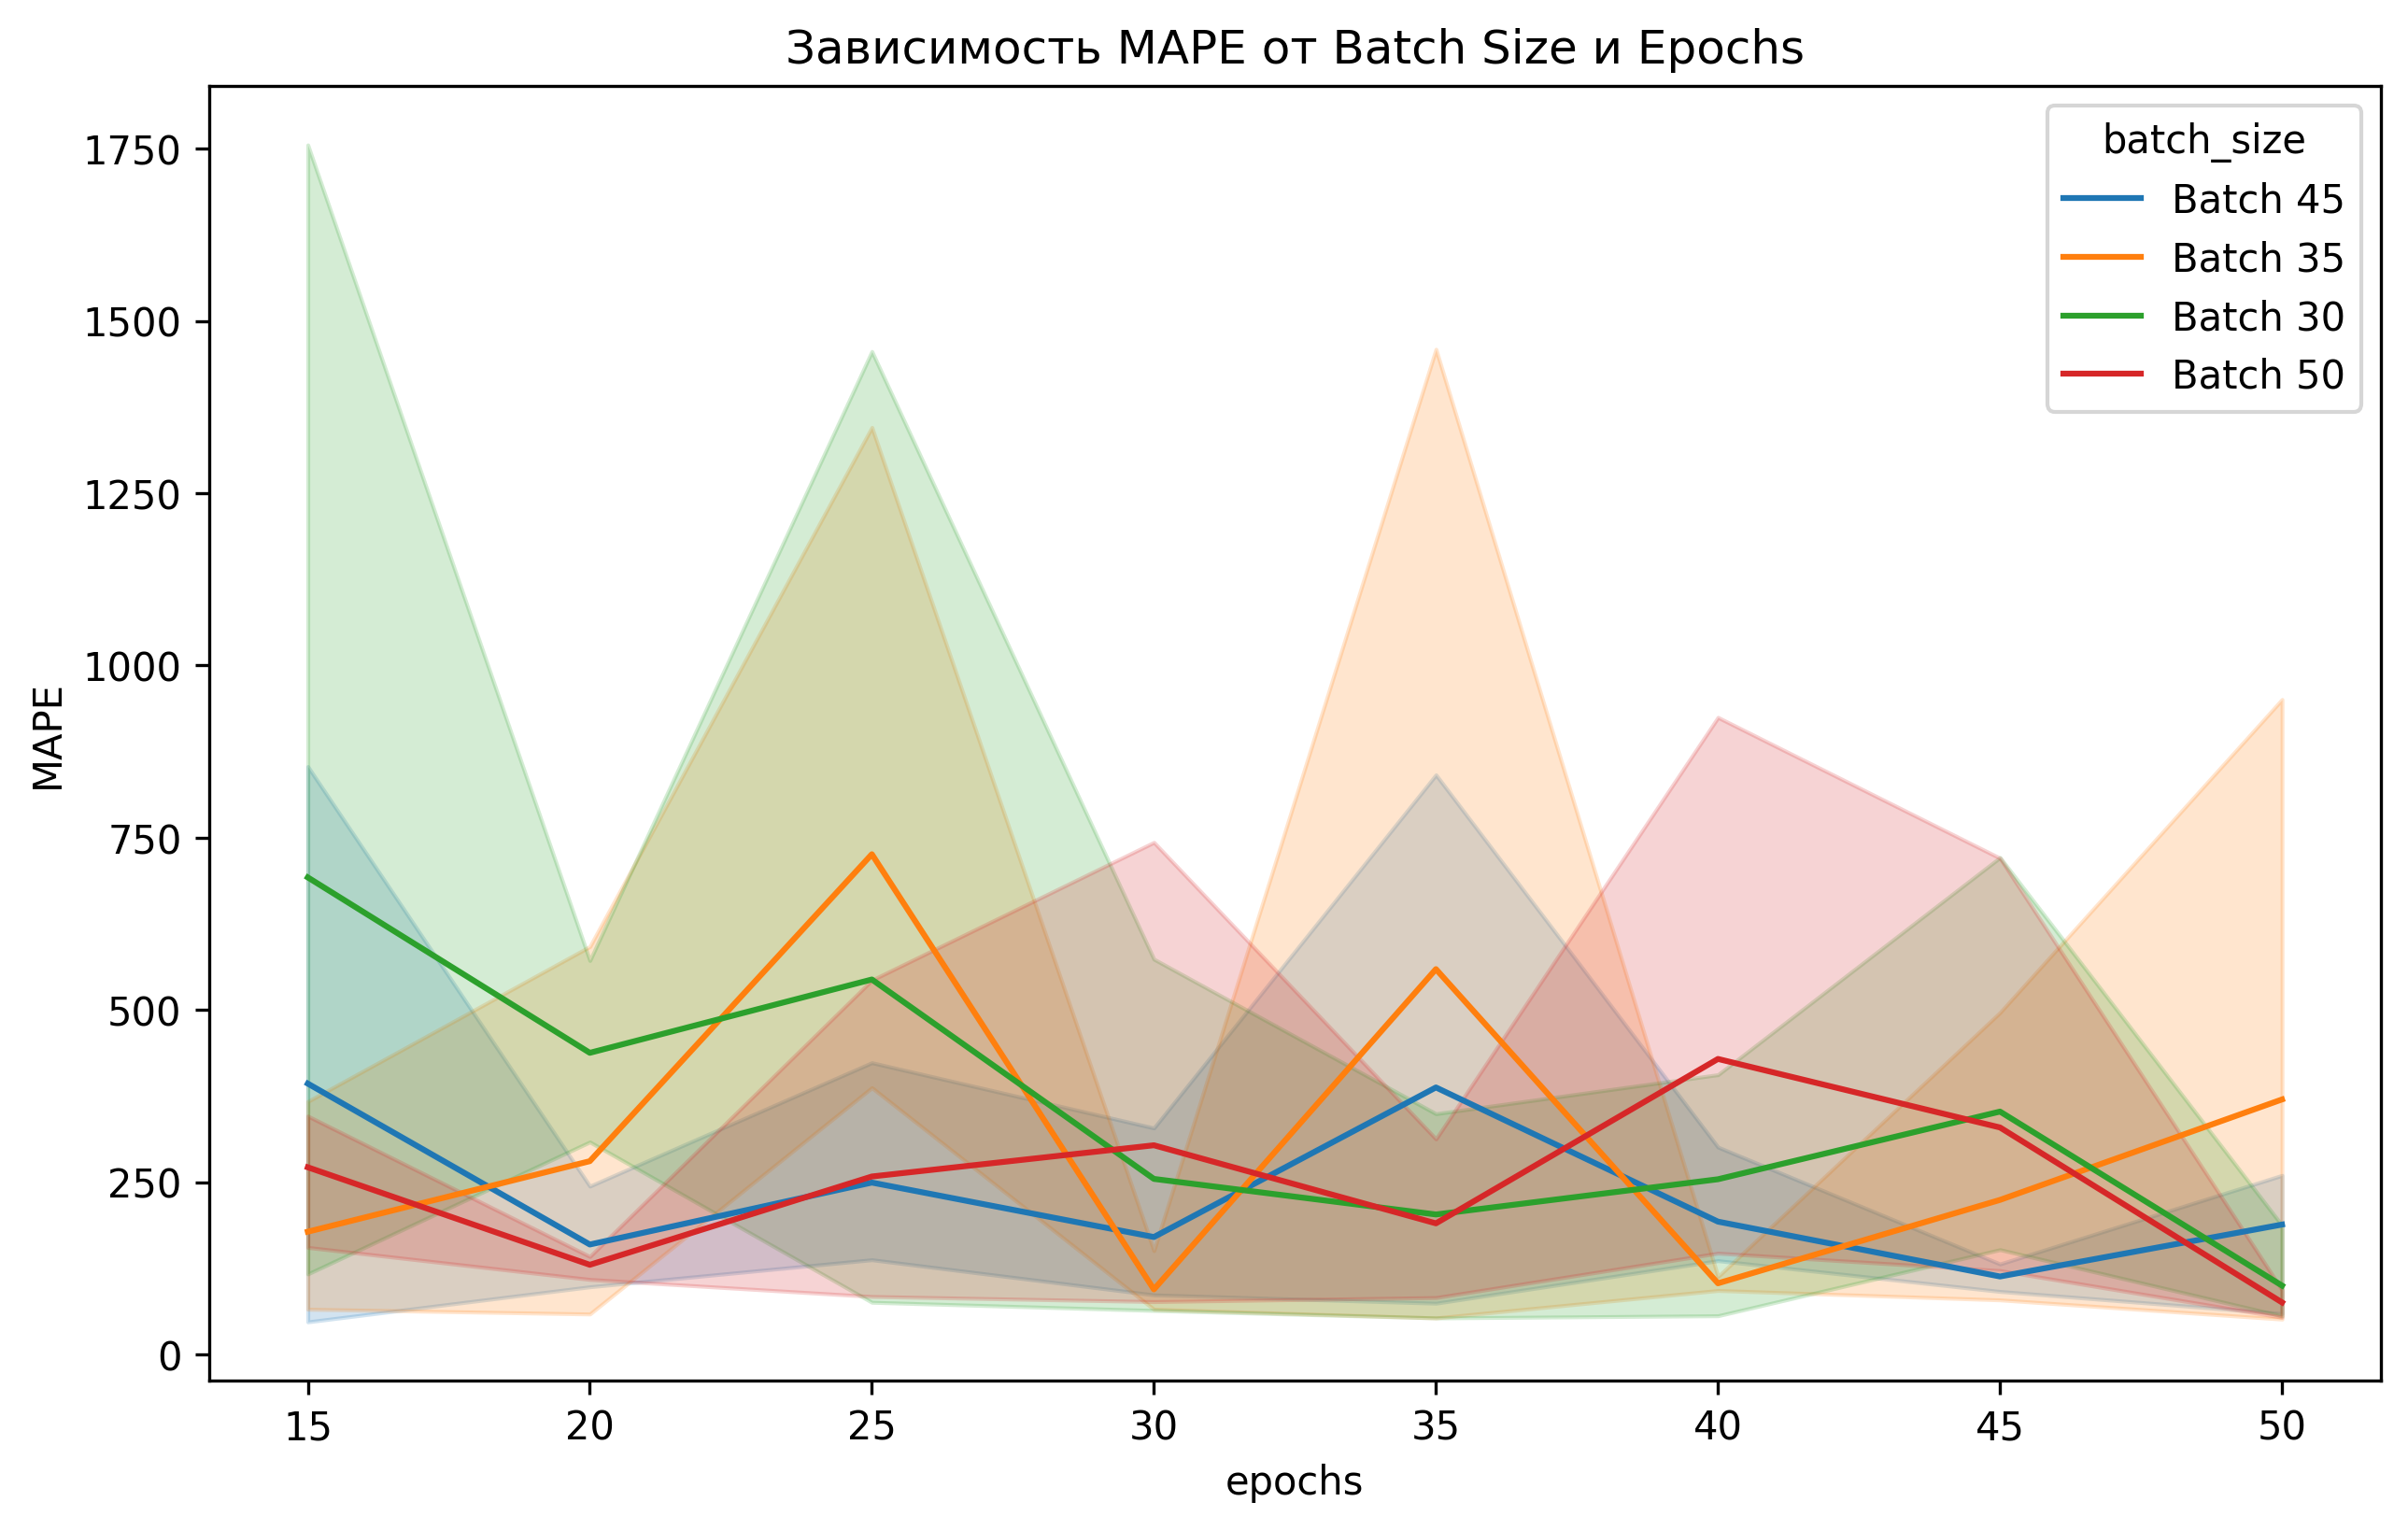 Зависимость MAPE от Batch Size и Epochs
batch_size
Batch 45
Batch 35
Batch 30
Batch 50
MAPE
1750
1500
1250
1000
750
500
250
0
15 20 25 30 35 40 45 50
epochs